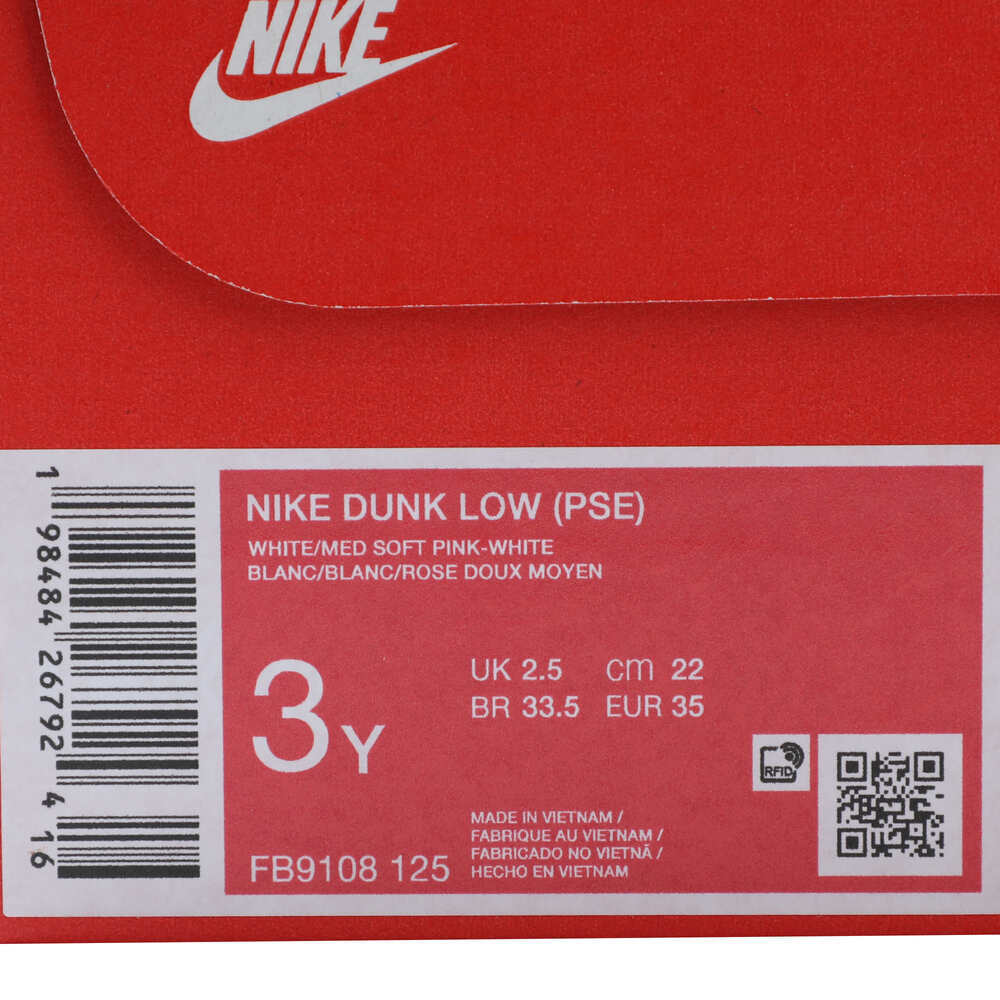 NIKE
NIKE DUNK LOW (PSE)
WHITE/MED SOFT PINK-WHITE
BLANC/BLANC/ROSE DOUX MOYEN
3Y
UK 2.5 cm 22
BR 33.5 EUR 35
RFID
MADE IN VIETNAM /
FABRIQUE AU VIETNAM /
FABRICADO NO VIETNÃ /
HECHO EN VIETNAM
FB9108 125
1 98484 26792 4 16